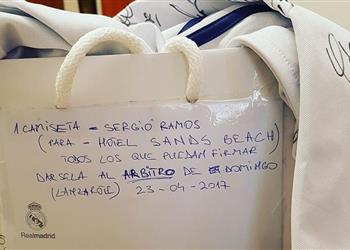 1 CAMISETA = SERGIO RAMOS
(PARA - HOTEL SANDS BEACH)
TODOS LOS QUE PUEDAN FIRMAR
DARSELA AL ARBITRO DE DOMINGO
(LANZAROTE) 23-04-2017
Realmadrid